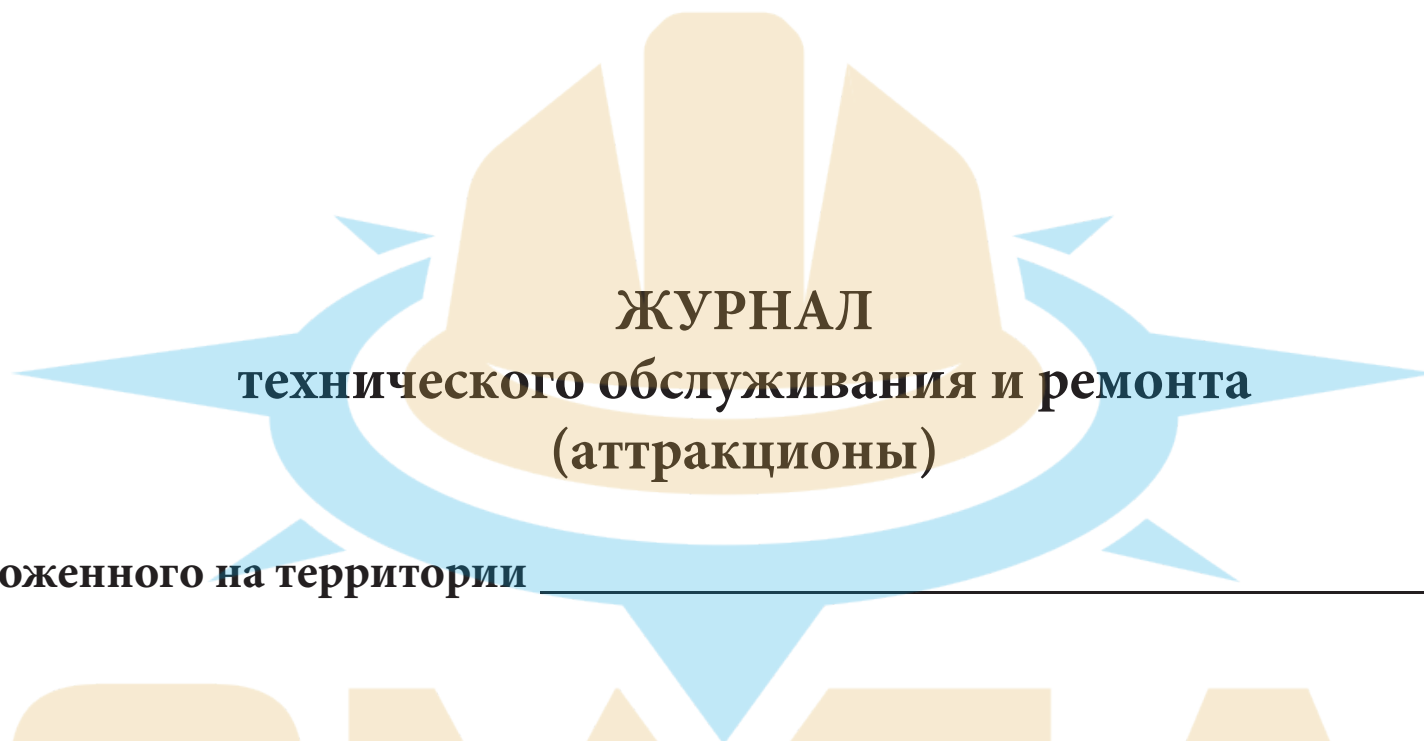 ЖУРНАЛ
технического обслуживания и ремонта
(аттракционы)
оженного на территории